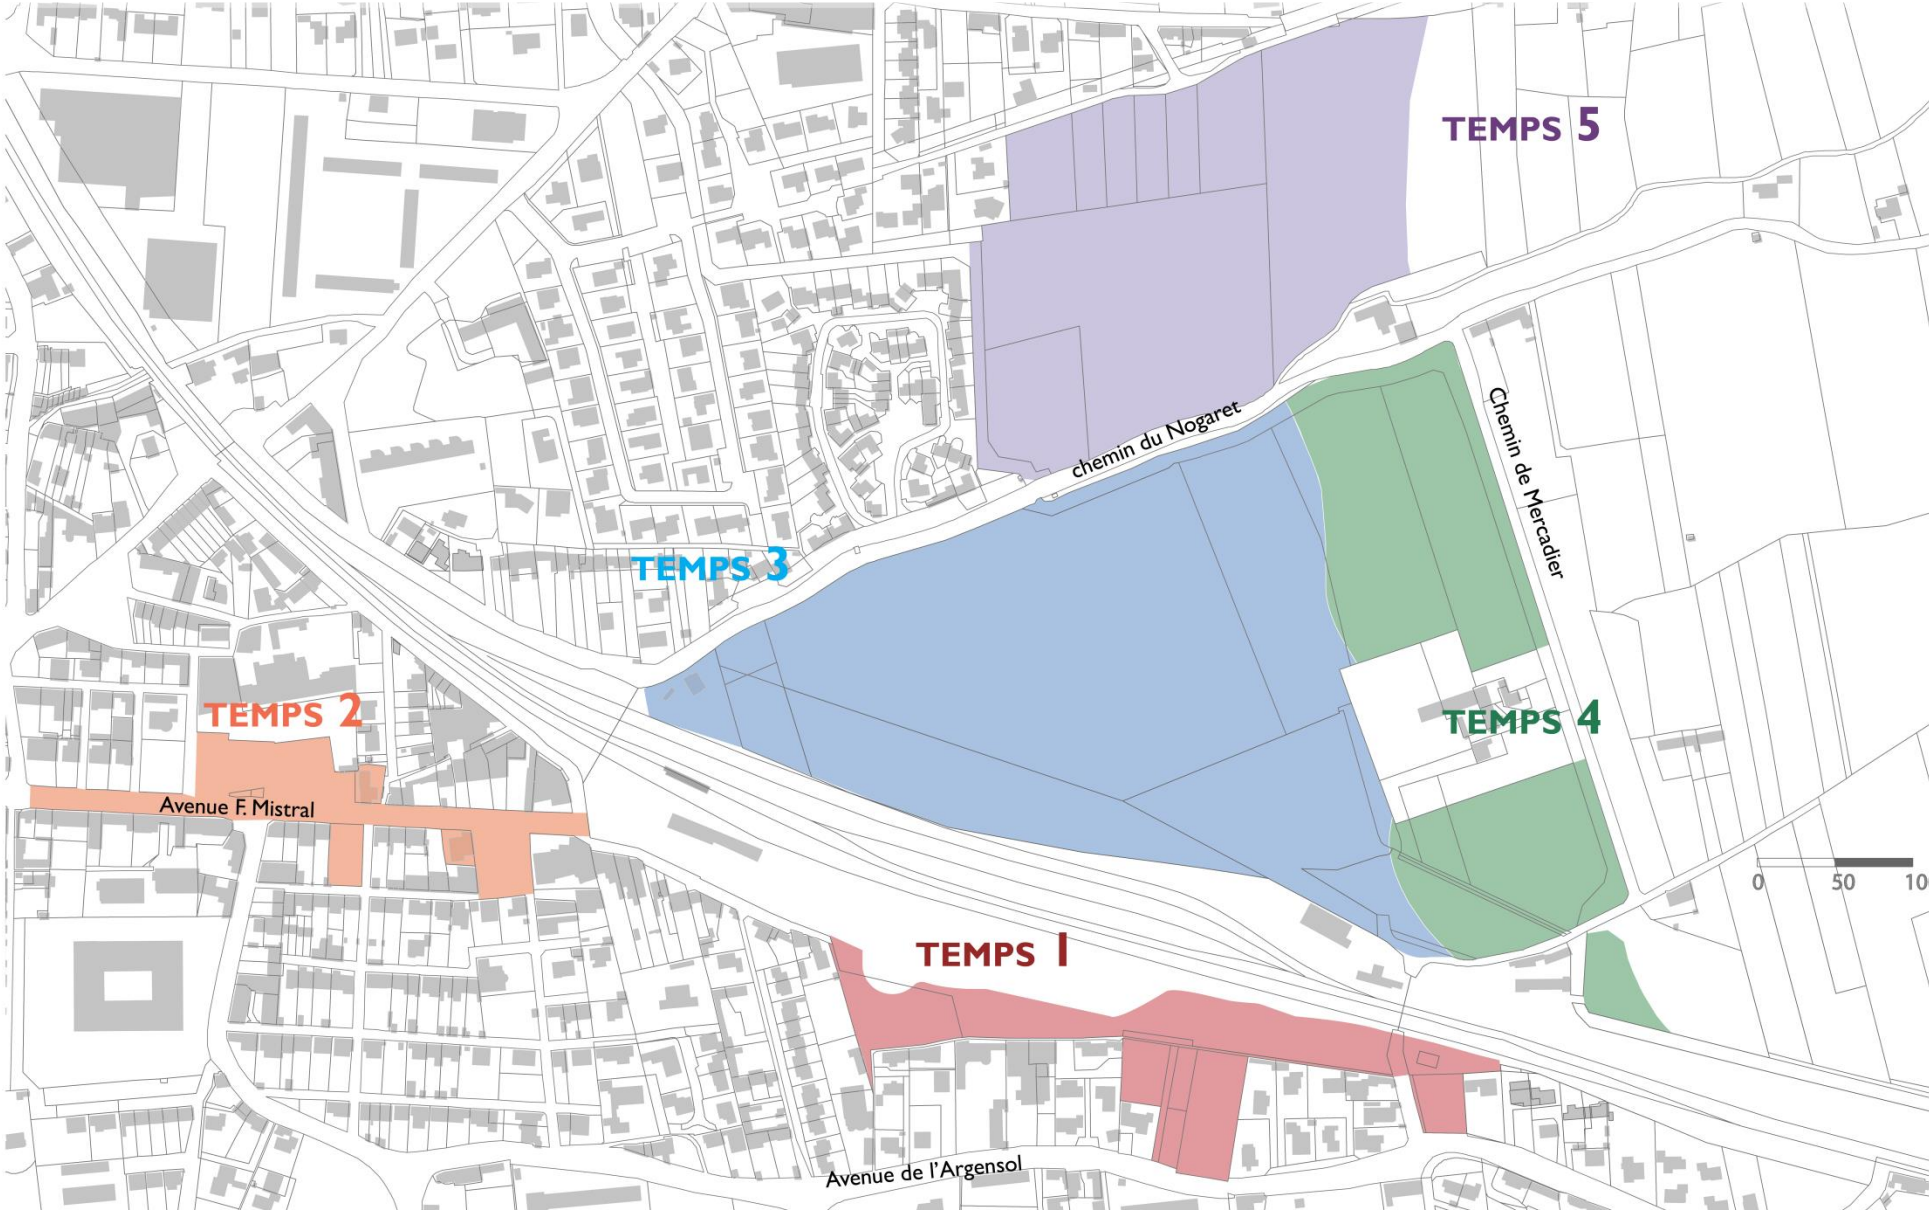 TEMPS 5
chemin du Nogaret
Chemin de Mercadier
TEMPS 3
TEMPS 2
TEMPS 4
Avenue F. Mistral
0 50 10
TEMPS 1
Avenue de l'Argensol